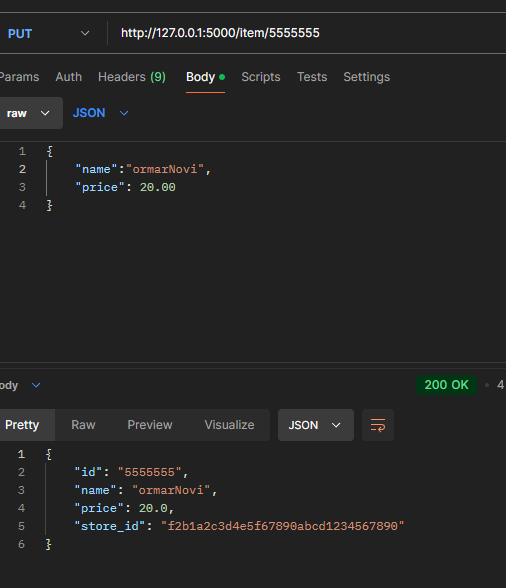 PUT http://127.0.0.1:5000/item/5555555
Params Auth Headers (9) Body Scripts Tests Settings
raw JSON
1 {
2 "name":"ormarNovi",
3 "price": 20.00
4 }
ody 200 OK 4
Pretty Raw Preview Visualize JSON
1 {
2 "id": "5555555",
3 "name": "ormarNovi",
4 "price": 20.0,
5 "store_id": "f2b1a2c3d4e5f67890abcd1234567890"
6 }